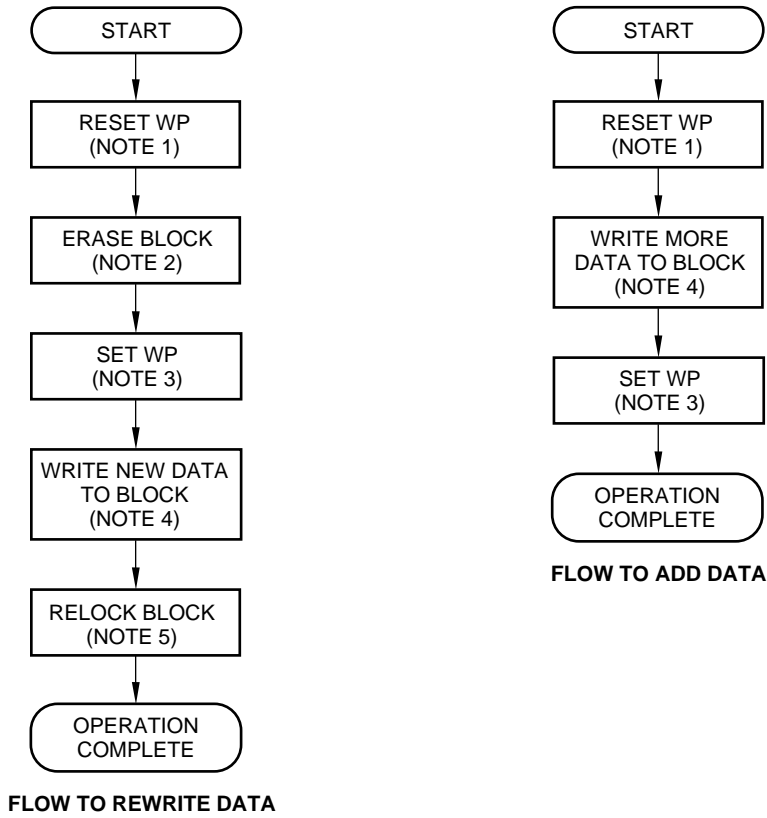 START
RESET WP
(NOTE 1)
ERASE BLOCK
(NOTE 2)
SET WP
(NOTE 3)
WRITE NEW DATA
TO BLOCK
(NOTE 4)
RELOCK BLOCK
(NOTE 5)
OPERATION
COMPLETE
FLOW TO REWRITE DATA
START
RESET WP
(NOTE 1)
WRITE MORE
DATA TO BLOCK
(NOTE 4)
SET WP
(NOTE 3)
OPERATION
COMPLETE
FLOW TO ADD DATA